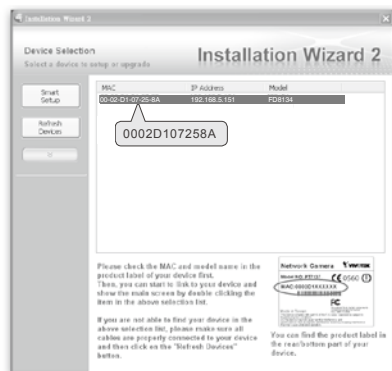 Installation Wizard 2
Device Selection
Select a device to setup or upgrade
Installation Wizard 2
Smart
Setup
Refresh
Devices
MAC IP Address Model
00-02-D1-07-25-8A 192.168.5.151 FD8134
0002D107258A
Please check the MAC and model name in the
product label of your device first.
Then, you can start to link to your device and
show the main screen by double clicking the
item in the above selection list.
If you are not able to find your device in the
above selection list, please make sure all
cables are properly connected to your device
and then click on the "Refresh Devices"
button.
Network Camera VIVOTEK
0560
MAC:0002D1XXXXXX
FC
You can find the product label in
the rear/bottom part of your
device.